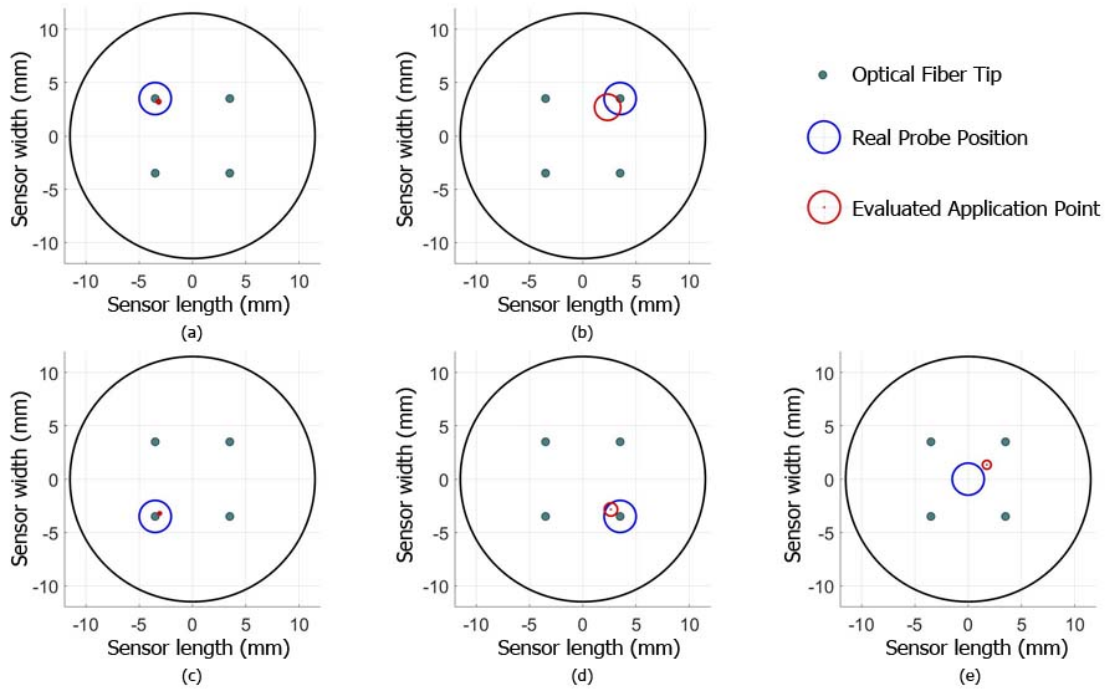 10
5
0
-5
-10
Sensor width (mm)
-10 -5 0 5 10
Sensor length (mm)
(a)
10
5
0
-5
-10
Sensor width (mm)
-10 -5 0 5 10
Sensor length (mm)
(b)
Optical Fiber Tip
Real Probe Position
Evaluated Application Point
10
5
0
-5
-10
Sensor width (mm)
-10 -5 0 5 10
Sensor length (mm)
(c)
10
5
0
-5
-10
Sensor width (mm)
-10 -5 0 5 10
Sensor length (mm)
(d)
10
5
0
-5
-10
Sensor width (mm)
-10 -5 0 5 10
Sensor length (mm)
(e)